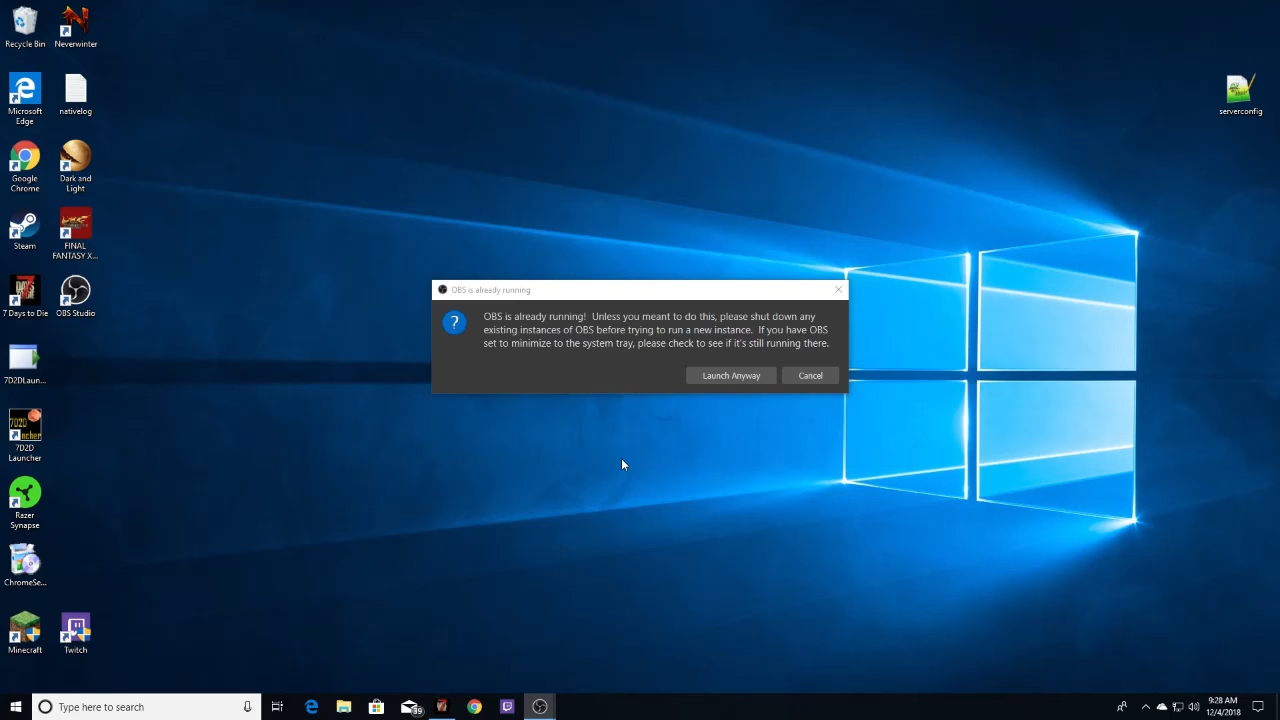 Recycle Bin
Neverwinter
Microsoft
Edge
nativelog
serverconfig
Google
Chrome
Dark and
Light
Steam
FINAL
FANTASY X...
7 Days to Die
OBS Studio
OBS is already running
OBS is already running!  Unless you meant to do this, please shut down any
existing instances of OBS before trying to run a new instance.  If you have OBS
set to minimize to the system tray, please check to see if it's still running there.
Launch Anyway
Cancel
7D2DLaun...
7D2D
Launcher
Razer
Synapse
ChromeSe...
Minecraft
Twitch
Type here to search
39
9:28 AM
12/4/2018